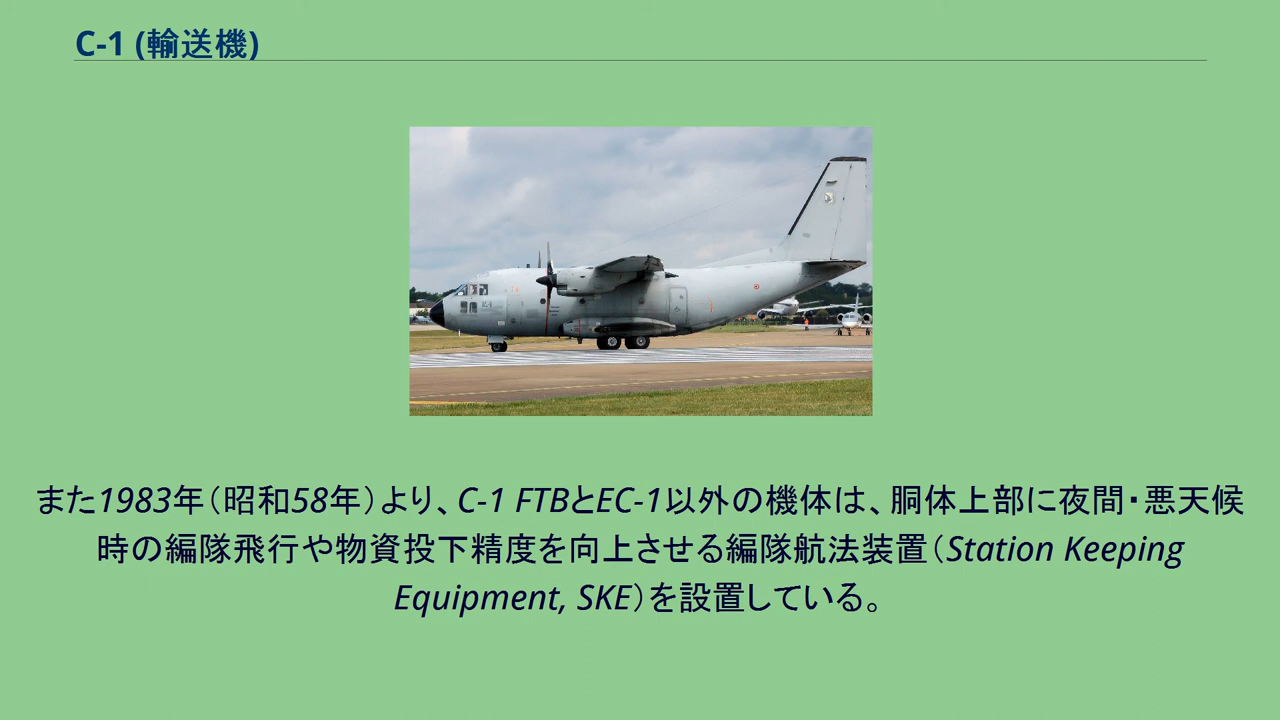 C-1 (輸送機)
また1983年（昭和58年）より、C-1 FTBとEC-1以外の機体は、胴体上部に夜間・悪天候
時の編隊飛行や物資投下精度を向上させる編隊航法装置（Station Keeping
Equipment, SKE）を設置している。